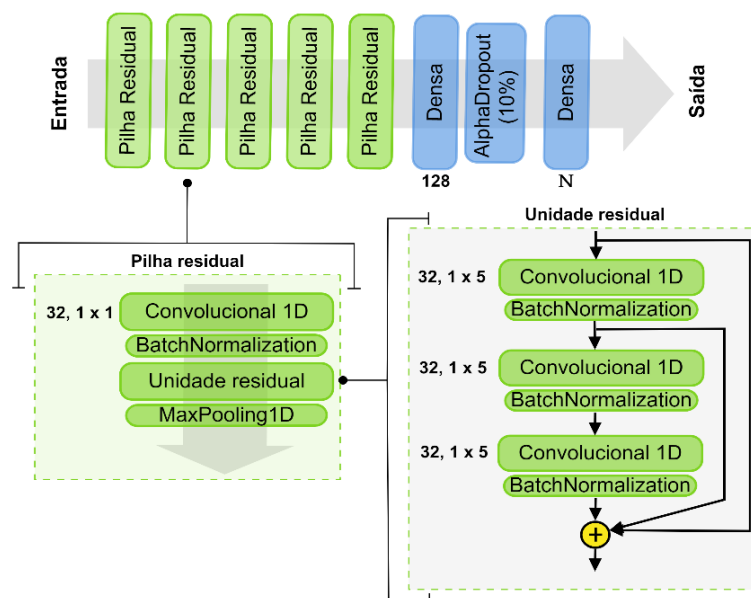 Entrada
Pilha Residual
Pilha Residual
Pilha Residual
Pilha Residual
Pilha Residual
Densa
AlphaDropout
(10%)
Densa
Saída
128
N
Pilha residual
32, 1 x 1
Convolucional 1D
BatchNormalization
Unidade residual
MaxPooling1D
Unidade residual
32, 1 x 5
Convolucional 1D
BatchNormalization
32, 1 x 5
Convolucional 1D
BatchNormalization
32, 1 x 5
Convolucional 1D
BatchNormalization
+